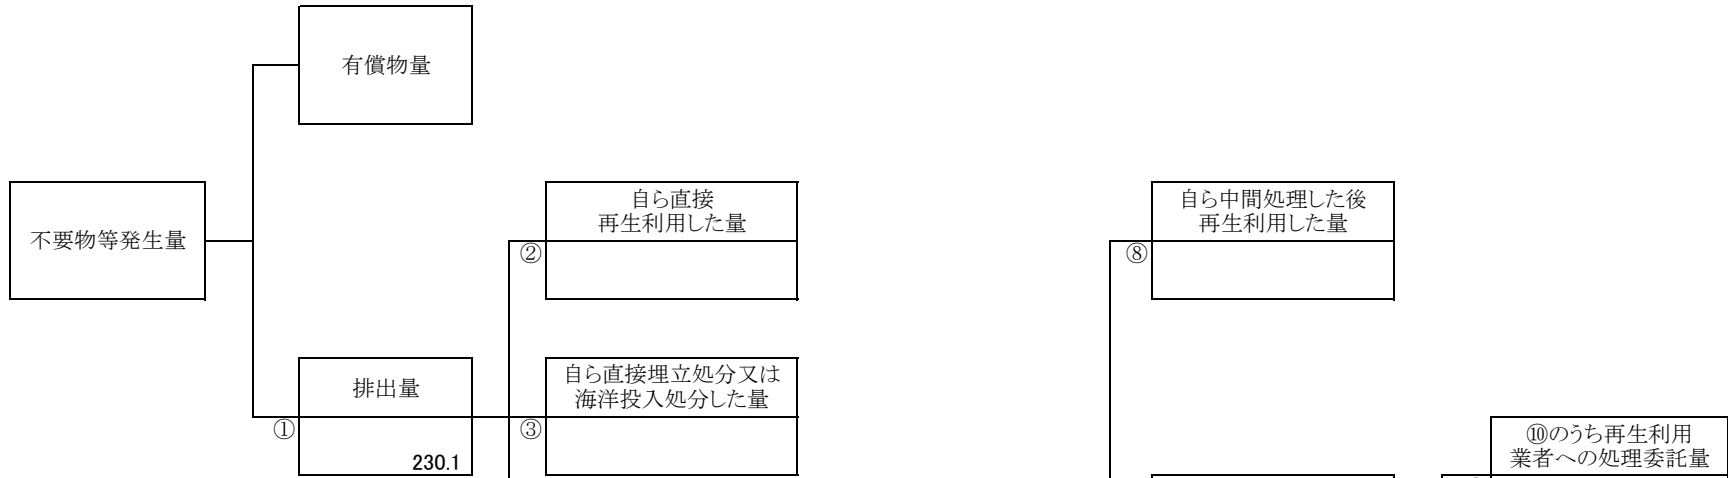 有償物量
不要物等発生量
自ら直接
再生利用した量
②
自ら中間処理した後
再生利用した量
⑧
排出量
①
230.1
自ら直接埋立処分又は
海洋投入処分した量
③
⑩のうち再生利用
業者への処理委託量